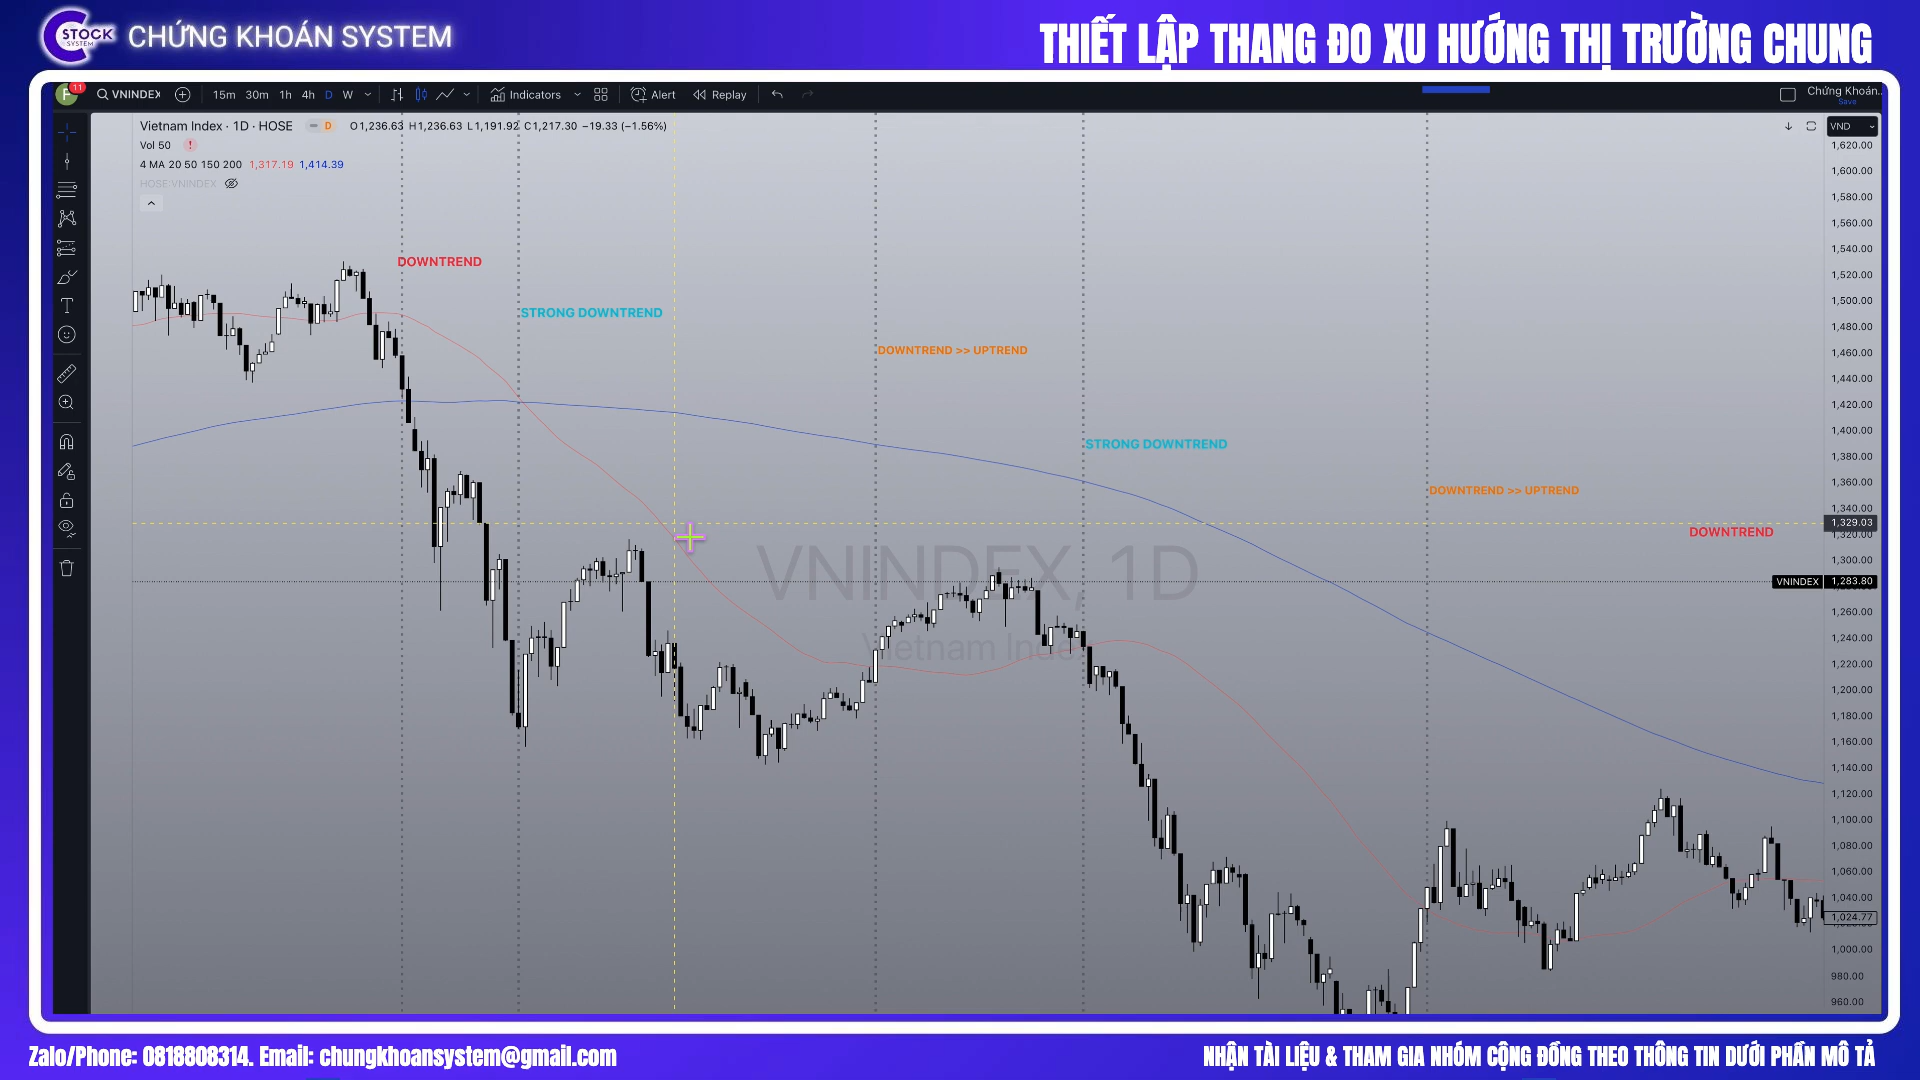 STOCK
SYSTEM
CHỨNG KHOÁN SYSTEM
THIẾT LẬP THANG ĐO XU HƯỚNG THỊ TRƯỜNG CHUNG
F
11
VNINDEX
15m 30m 1h 4h D W
Indicators
Alert
Replay
Chứng Khoán...
Save
Vietnam Index · 1D · HOSE
D
O1,236.63 H1,236.63 L1,191.92 C1,217.30 −19.33 (−1.56%)
VND
Vol 50
4 MA 20 50 150 200 1,317.19 1,414.39
HOSE VNINDEX
DOWNTREND
STRONG DOWNTREND
DOWNTREND >> UPTREND
STRONG DOWNTREND
DOWNTREND >> UPTREND
DOWNTREND
VNINDEX, 1D
Vietnam Index
1,620.00
1,600.00
1,580.00
1,560.00
1,540.00
1,520.00
1,500.00
1,480.00
1,460.00
1,440.00
1,420.00
1,400.00
1,380.00
1,360.00
1,340.00
1,329.03
1,320.00
1,300.00
VNINDEX 1,283.80
1,260.00
1,240.00
1,220.00
1,200.00
1,180.00
1,160.00
1,140.00
1,120.00
1,100.00
1,080.00
1,060.00
1,040.00
1,024.77
1,000.00
980.00
960.00
Zalo/Phone: 0818808314. Email: chungkhoansystem@gmail.com
NHẬN TÀI LIỆU & THAM GIA NHÓM CỘNG ĐỒNG THEO THÔNG TIN DƯỚI PHẦN MÔ TẢ